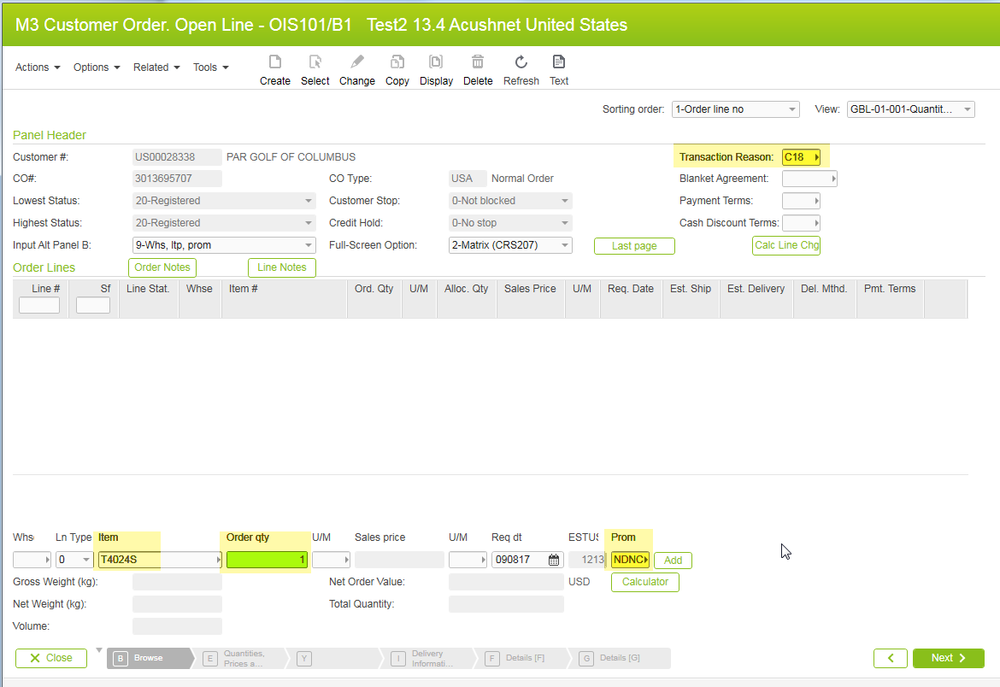 M3 Customer Order. Open Line - OIS101/B1 Test2 13.4 Acushnet United States
Actions Options Related Tools Create Select Change Copy Display Delete Refresh Text
Sorting order: 1-Order line no View: GBL-01-001-Quantit...
Panel Header
Customer #: US00028338 PAR GOLF OF COLUMBUS Transaction Reason: C18
CO#: 3013695707 CO Type: USA Normal Order Blanket Agreement:
Lowest Status: 20-Registered Customer Stop: 0-Not blocked Payment Terms:
Highest Status: 20-Registered Credit Hold: 0-No stop Cash Discount Terms:
Input Alt Panel B: 9-Whs, ltp, prom Full-Screen Option: 2-Matrix (CRS207) Last page Calc Line Chg
Order Lines Order Notes Line Notes
Line # Sf Line Stat. Whse Item # Ord. Qty U/M Alloc. Qty Sales Price U/M Req. Date Est. Ship Est. Delivery Del. Mthd. Pmt. Terms
Whs Ln Type Item Order qty U/M Sales price U/M Req dt ESTUS Prom
0 T4024S 1 090817 1213 NDNC Add
Gross Weight (kg): Net Order Value: USD Calculator
Net Weight (kg): Total Quantity:
Volume:
Close B Browse E Quantities, Prices a... Y I Delivery Informati... F Details [F] G Details [G] Next